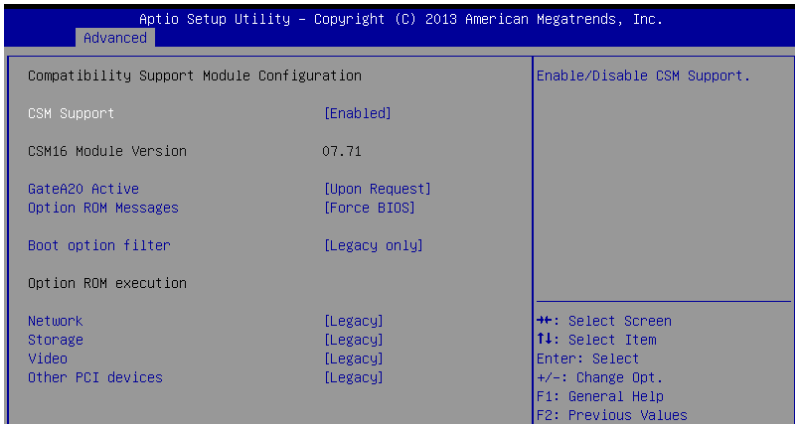 Aptio Setup Utility – Copyright (C) 2013 American Megatrends, Inc.
Advanced
Compatibility Support Module Configuration
CSM Support [Enabled]
CSM16 Module Version 07.71
GateA20 Active [Upon Request]
Option ROM Messages [Force BIOS]
Boot option filter [Legacy only]
Option ROM execution
Network [Legacy]
Storage [Legacy]
Video [Legacy]
Other PCI devices [Legacy]
Enable/Disable CSM Support.
→←: Select Screen
↑↓: Select Item
Enter: Select
+/-: Change Opt.
F1: General Help
F2: Previous Values